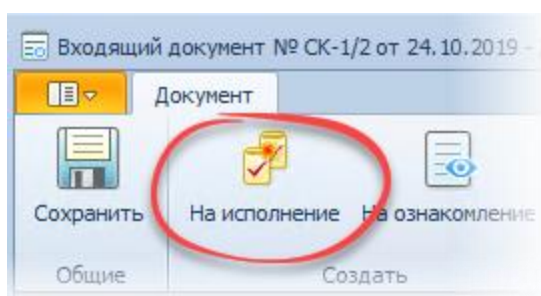 Входящий документ № СК-1/2 от 24.10.2019 -
Документ
Сохранить
На исполнение
На ознакомление
Общие
Создать